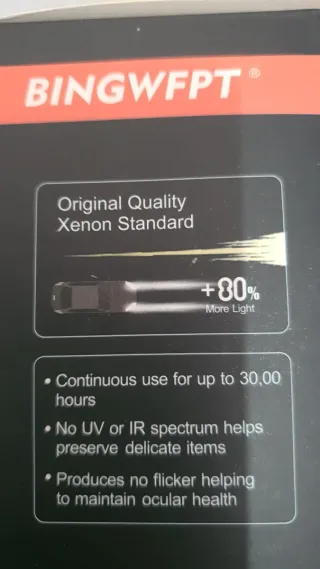 BINGWFPT®
Original Quality
Xenon Standard
+80%
More Light
• Continuous use for up to 30,00
hours
• No UV or IR spectrum helps
preserve delicate items
• Produces no flicker helping
to maintain ocular health